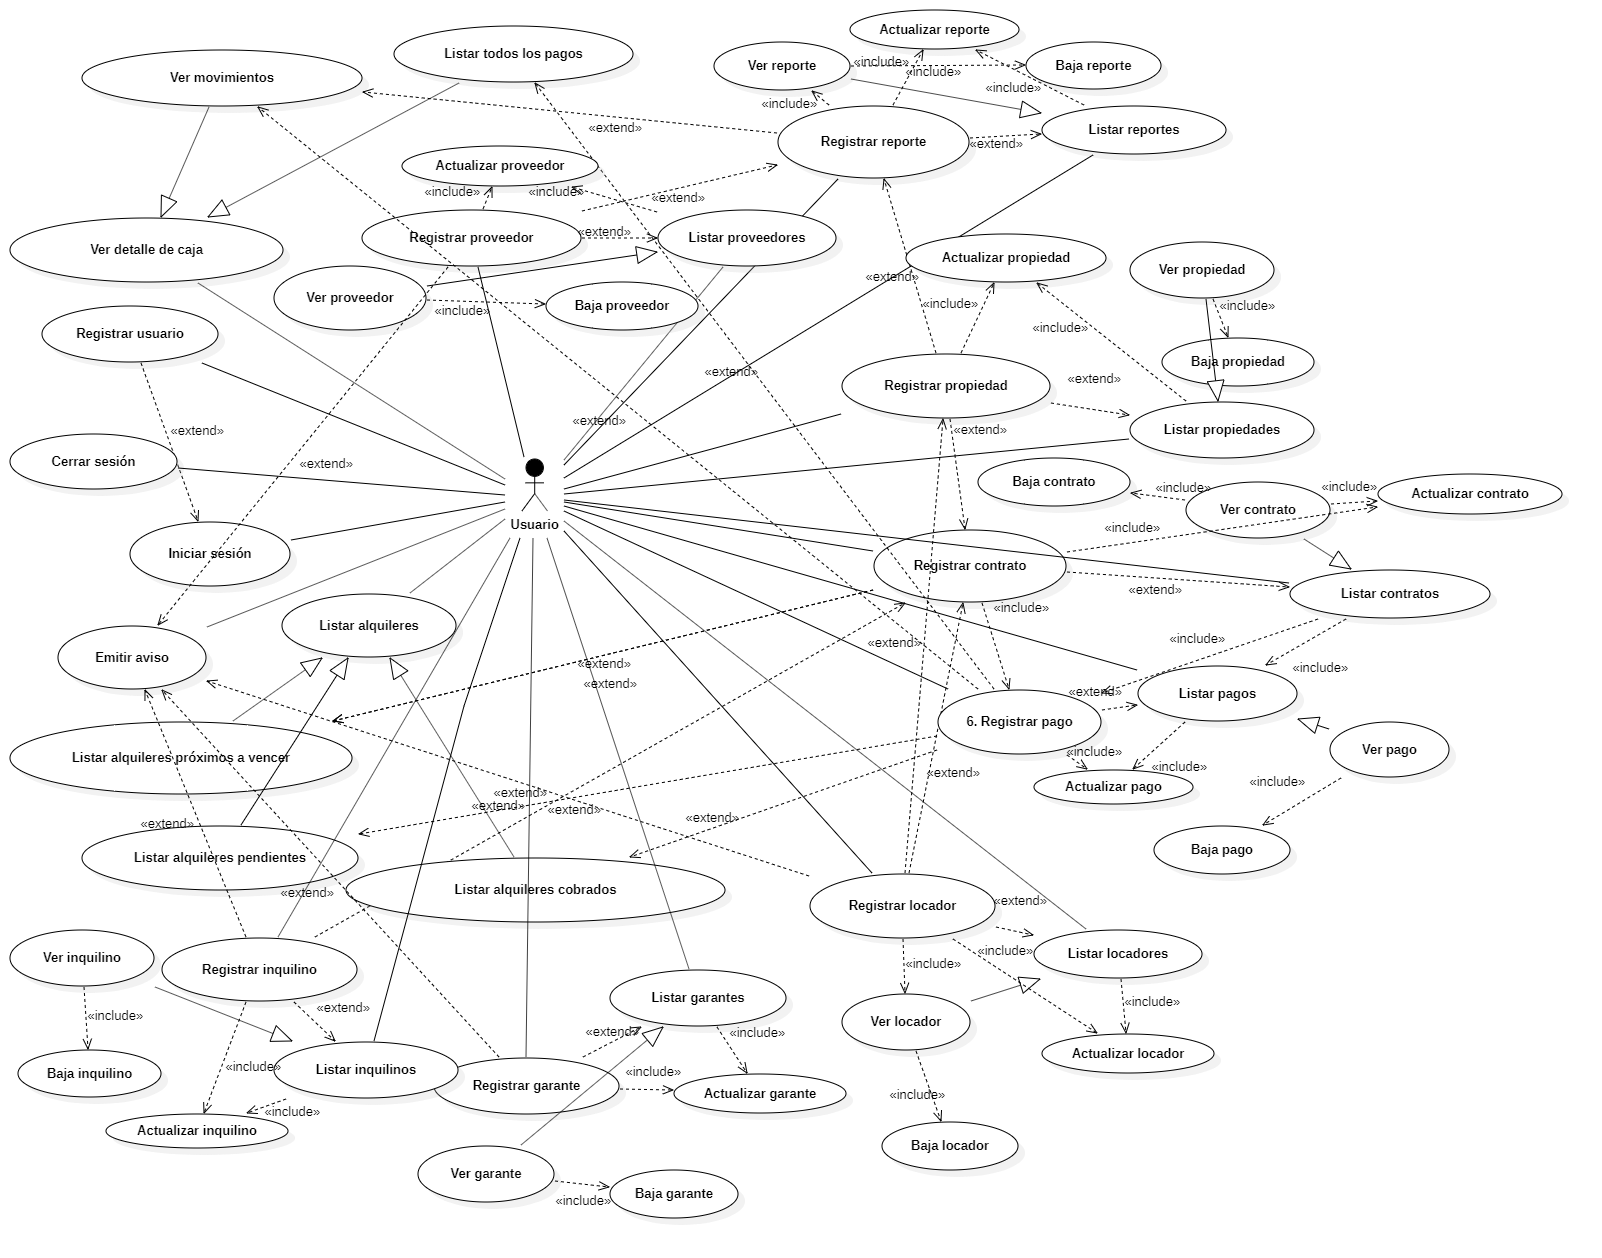 Actualizar reporte
Listar todos los pagos
«include»
Ver reporte
Baja reporte
«include»
Ver movimientos
«include»
«include»
«extend»
Listar reportes
Registrar reporte
«extend»
Actualizar proveedor
«include»
«include»
«extend»
«extend»
Registrar proveedor
Listar proveedores
Ver detalle de caja
Actualizar propiedad
Ver propiedad
«extend»
Ver proveedor
Baja proveedor
«include»
«include»
«include»
Registrar usuario
«include»
Baja propiedad
«extend»
«extend»
Registrar propiedad
«extend»
«extend»
«extend»
Listar propiedades
Cerrar sesión
«extend»
Baja contrato
«include»
«include»
Actualizar contrato
Ver contrato
Usuario
«include»
Iniciar sesión
Registrar contrato
«extend»
Listar contratos
«include»
Listar alquileres
«include»
«extend»
Emitir aviso
«extend»
«include»
«extend»
«extend»
Listar pagos
6. Registrar pago
«include»
Ver pago
Listar alquileres próximos a vencer
«include»
«extend»
«include»
Actualizar pago
«extend»
«extend»
«extend»
«extend»
«extend»
Baja pago
Listar alquileres pendientes
«extend»
Listar alquileres cobrados
«extend»
Registrar locador
Listar locadores
«include»
Ver inquilino
«include»
Registrar inquilino
Listar garantes
«include»
«extend»
«include»
Ver locador
«extend»
«include»
Actualizar locador
«include»
Listar inquilinos
«include»
Baja inquilino
Registrar garante
Actualizar garante
«include»
«include»
Actualizar inquilino
Baja locador
Ver garante
Baja garante
«include»